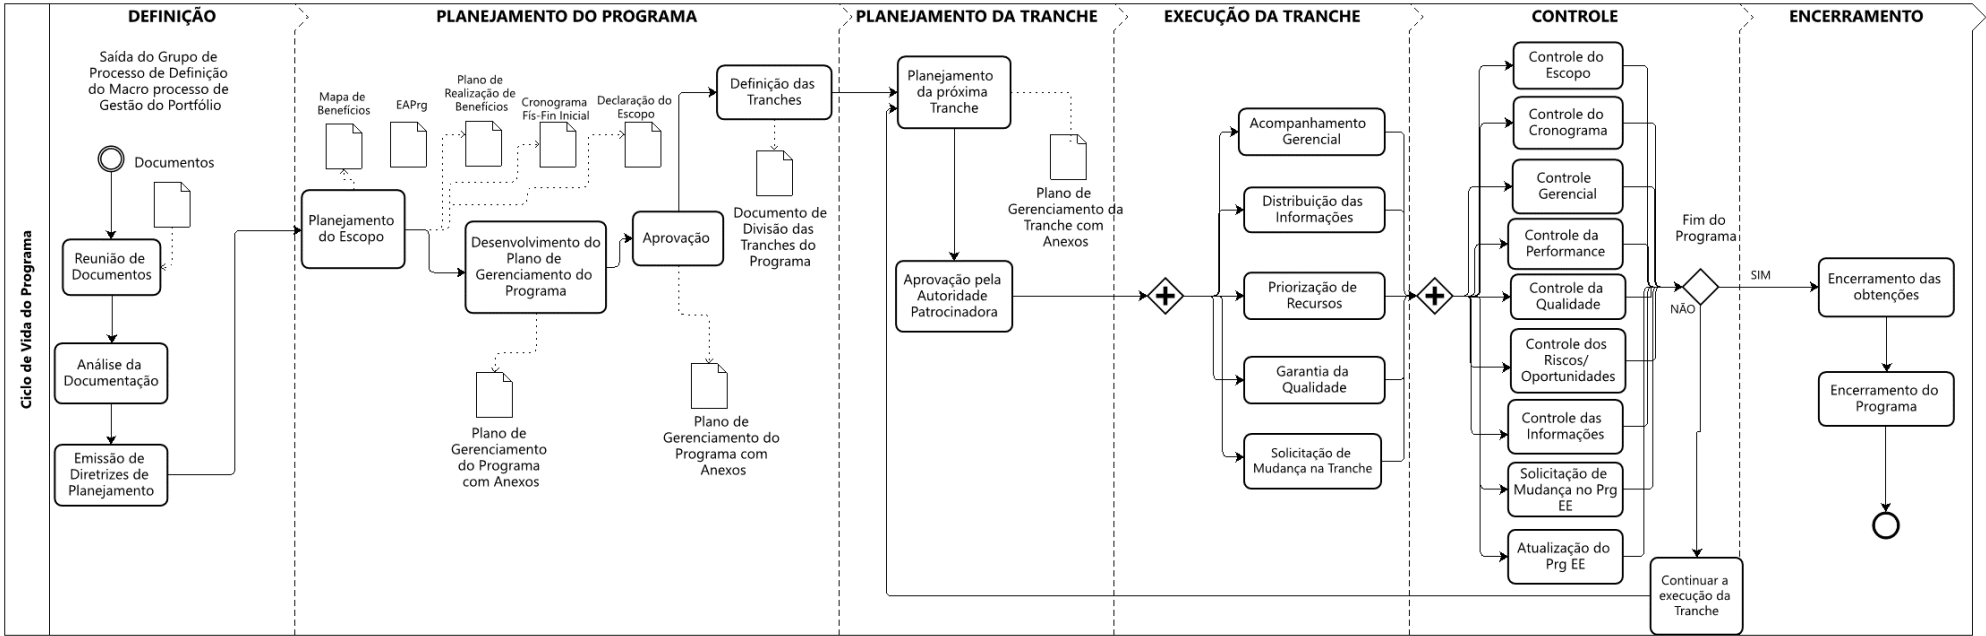 Ciclo de Vida do Programa
DEFINIÇÃO
PLANEJAMENTO DO PROGRAMA
PLANEJAMENTO DA TRANCHE
EXECUÇÃO DA TRANCHE
CONTROLE
ENCERRAMENTO
Saída do Grupo de
Processo de Definição
do Macro processo de
Gestão do Portfólio
Documentos
Reunião de
Documentos
Análise da
Documentação
Emissão de
Diretrizes de
Planejamento
Mapa de
Benefícios
EAPrg
Plano de
Realização de
Benefícios
Cronograma
Fís-Fin Inicial
Declaração do
Escopo
Planejamento
do Escopo
Desenvolvimento do
Plano de
Gerenciamento do
Programa
Aprovação
Definição das
Tranches
Documento de
Divisão das
Tranches do
Programa
Plano de
Gerenciamento
do Programa
com Anexos
Plano de
Gerenciamento do
Programa com
Anexos
Planejamento
da próxima
Tranche
Plano de
Gerenciamento da
Tranche com
Anexos
Aprovação pela
Autoridade
Patrocinadora
Acompanhamento
Gerencial
Distribuição das
Informações
Priorização de
Recursos
Garantia da
Qualidade
Solicitação de
Mudança na Tranche
Controle do
Escopo
Controle do
Cronograma
Controle
Gerencial
Controle da
Performance
Controle da
Qualidade
Controle dos
Riscos/
Oportunidades
Controle das
Informações
Solicitação de
Mudança no Prg
EE
Atualização do
Prg EE
Fim do
Programa
SIM
NÃO
Continuar a
execução da
Tranche
Encerramento das
obtenções
Encerramento do
Programa